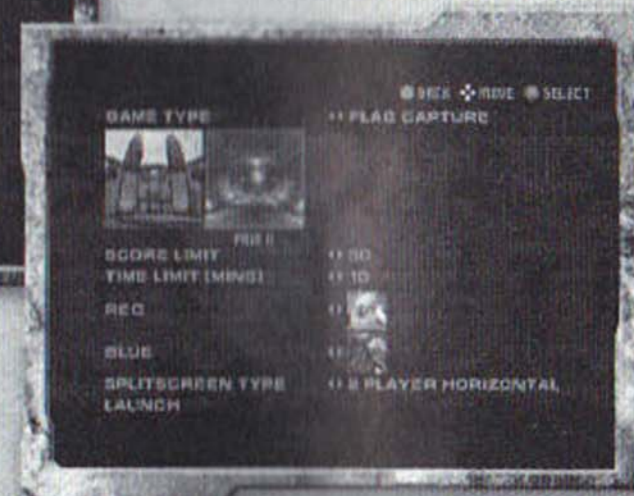 BACK MOVE SELECT
GAME TYPE FLAG CAPTURE
SCORE LIMIT
TIME LIMIT (MINS) 10
RED
BLUE
SPLITSCREEN TYPE 2 PLAYER HORIZONTAL
LAUNCH